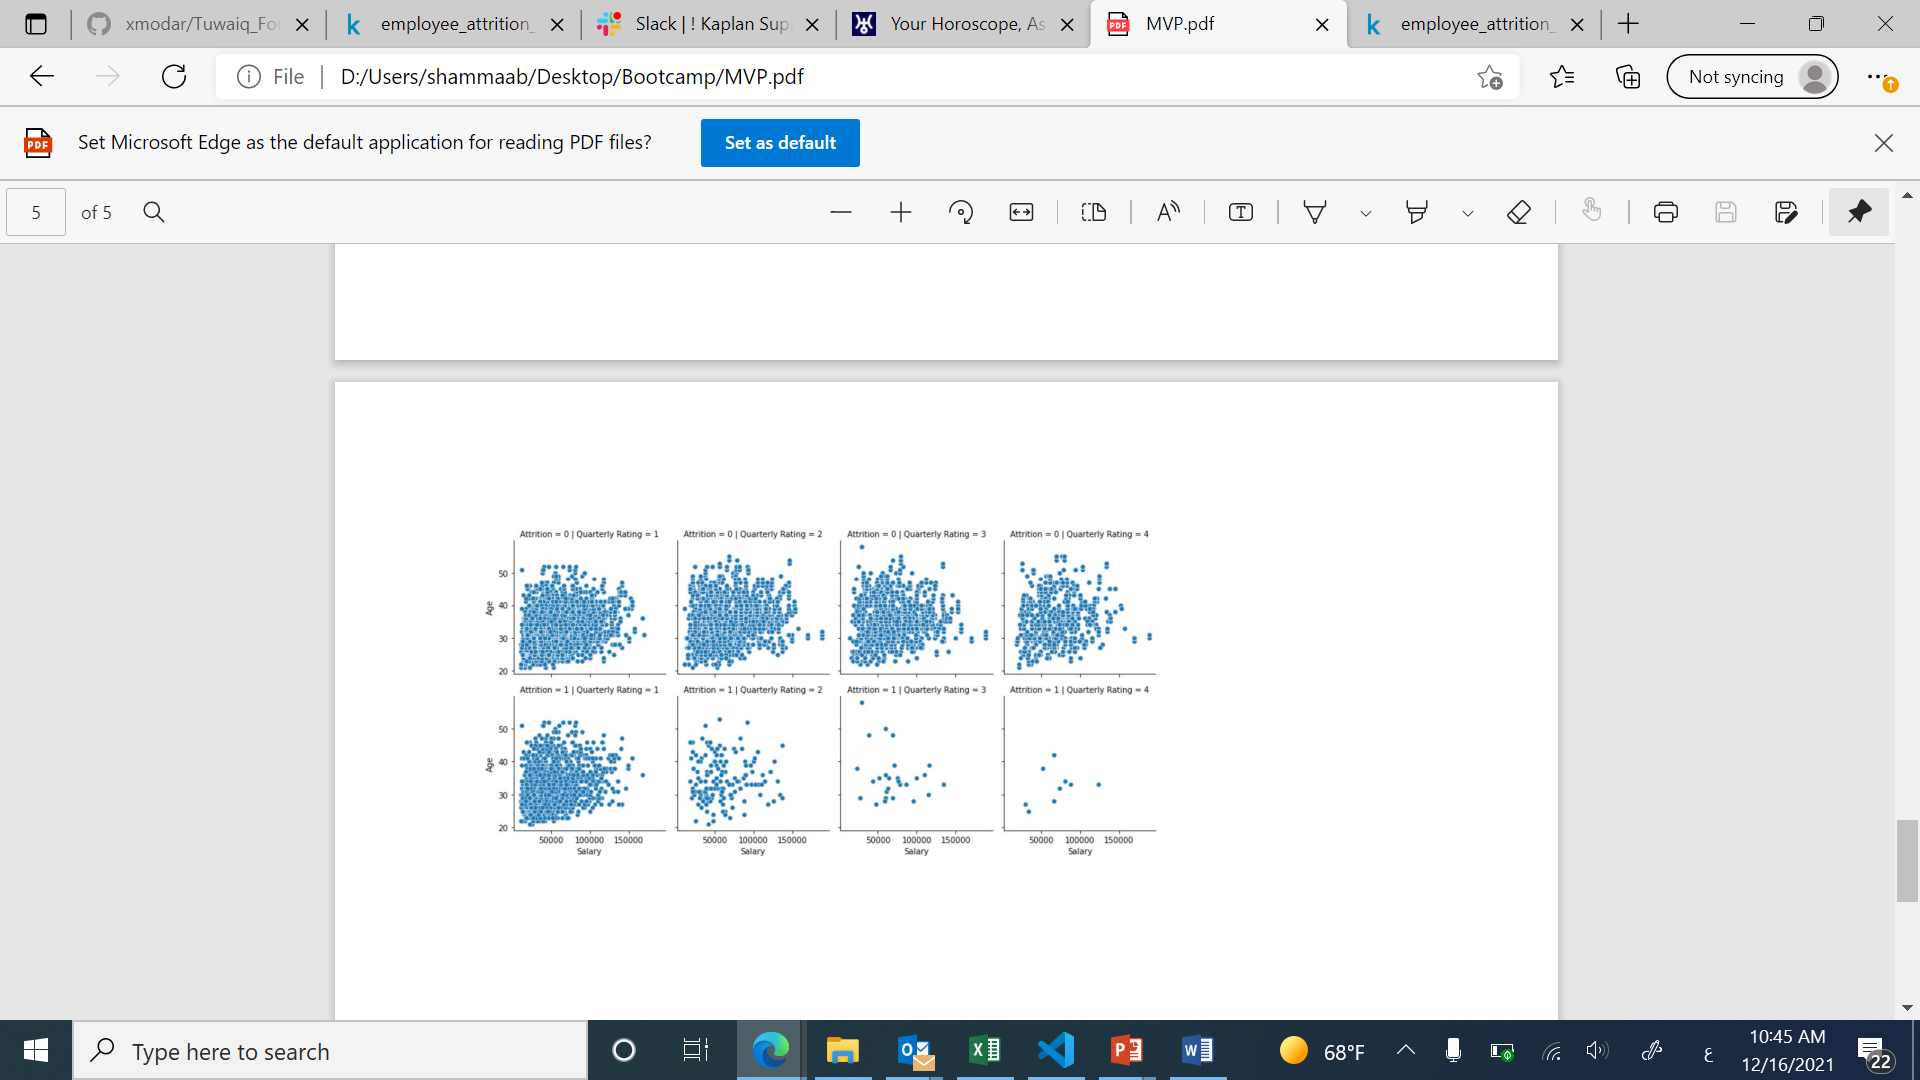 xmodar/Tuwaiq_Fou
employee_attrition_
Slack | ! Kaplan Sup
Your Horoscope, As
MVP.pdf
employee_attrition_
File
D:/Users/shammaab/Desktop/Bootcamp/MVP.pdf
Not syncing
PDF
Set Microsoft Edge as the default application for reading PDF files?
Set as default
5 of 5
Attrition = 0 | Quarterly Rating = 1
Attrition = 0 | Quarterly Rating = 2
Attrition = 0 | Quarterly Rating = 3
Attrition = 0 | Quarterly Rating = 4
50
40
30
20
Age
Attrition = 1 | Quarterly Rating = 1
Attrition = 1 | Quarterly Rating = 2
Attrition = 1 | Quarterly Rating = 3
Attrition = 1 | Quarterly Rating = 4
50
40
30
20
Age
50000 100000 150000
Salary
50000 100000 150000
Salary
50000 100000 150000
Salary
50000 100000 150000
Salary
Type here to search
68°F
ع
10:45 AM
12/16/2021
22